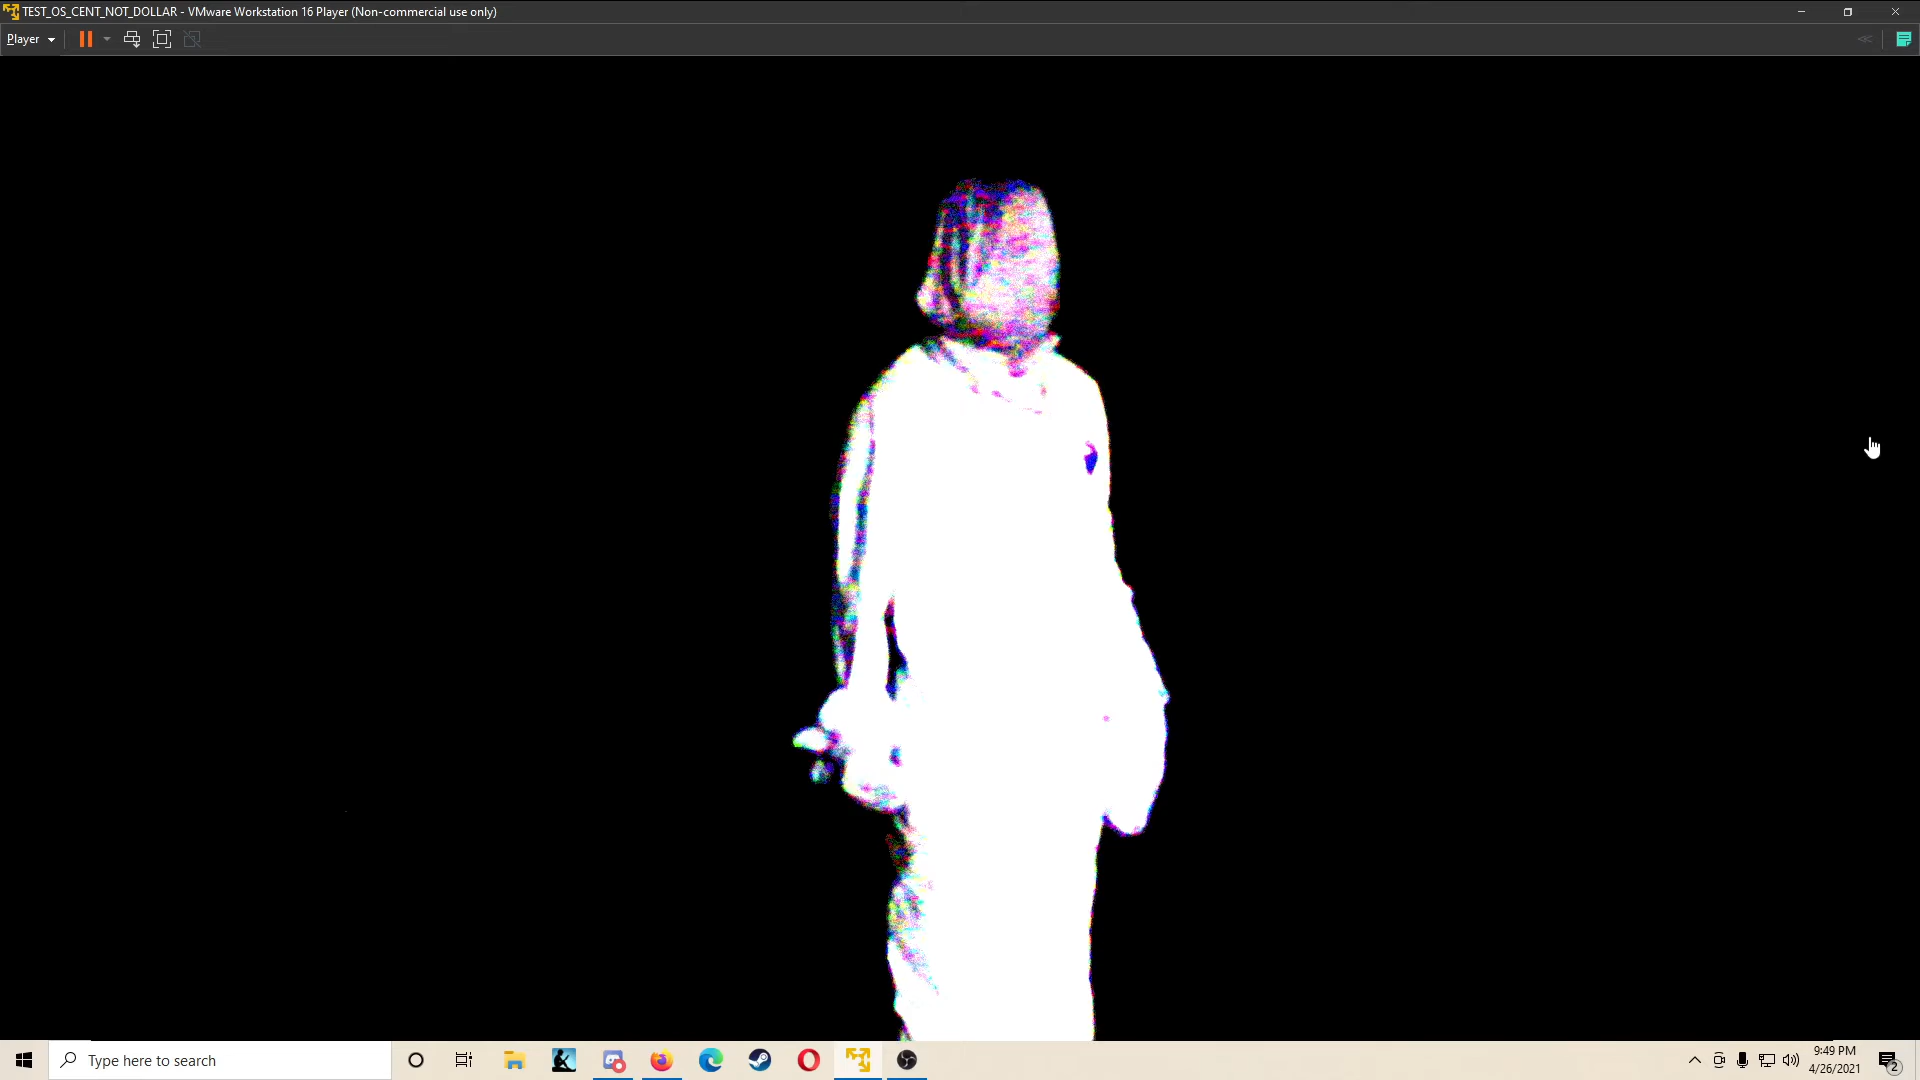 TEST_OS_CENT_NOT_DOLLAR - VMware Workstation 16 Player (Non-commercial use only)
Player
Type here to search
9:49 PM
4/26/2021
2